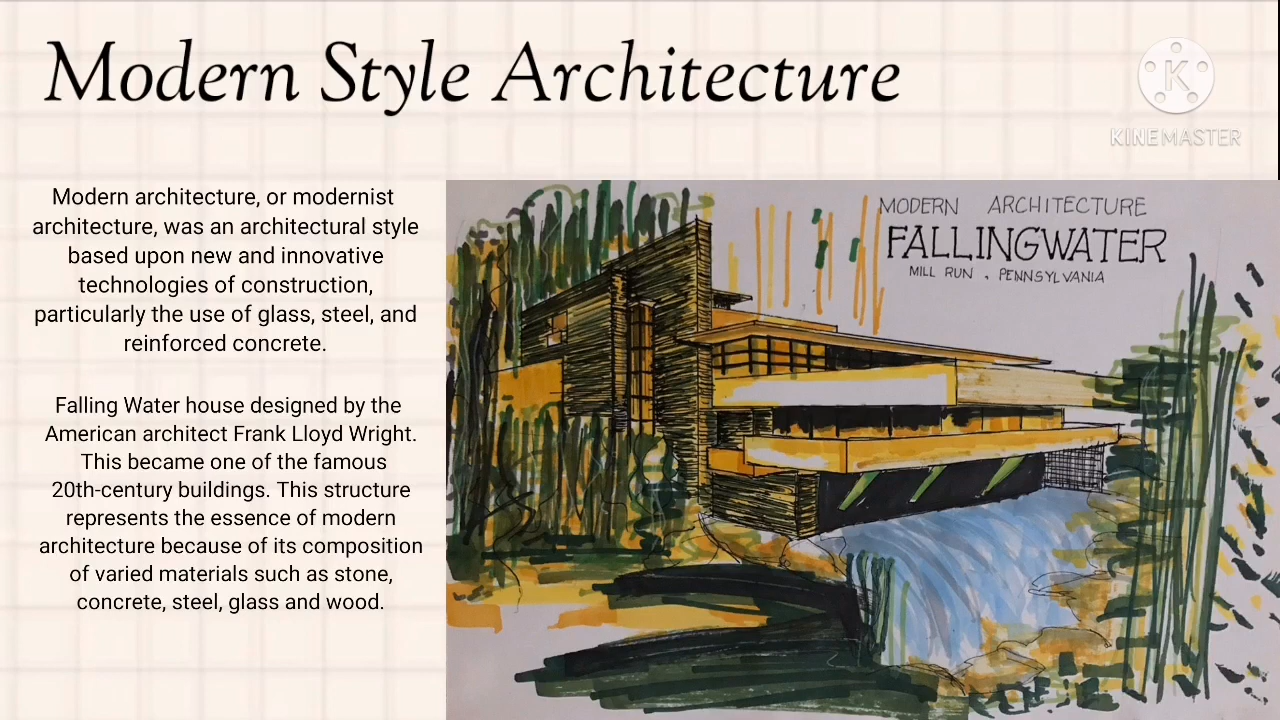 Modern Style Architecture
K
KINEMASTER
Modern architecture, or modernist
architecture, was an architectural style
based upon new and innovative
technologies of construction,
particularly the use of glass, steel, and
reinforced concrete.
Falling Water house designed by the
American architect Frank Lloyd Wright.
This became one of the famous
20th-century buildings. This structure
represents the essence of modern
architecture because of its composition
of varied materials such as stone,
concrete, steel, glass and wood.
MODERN ARCHITECTURE
FALLINGWATER
MILL RUN , PENNSYLVANIA